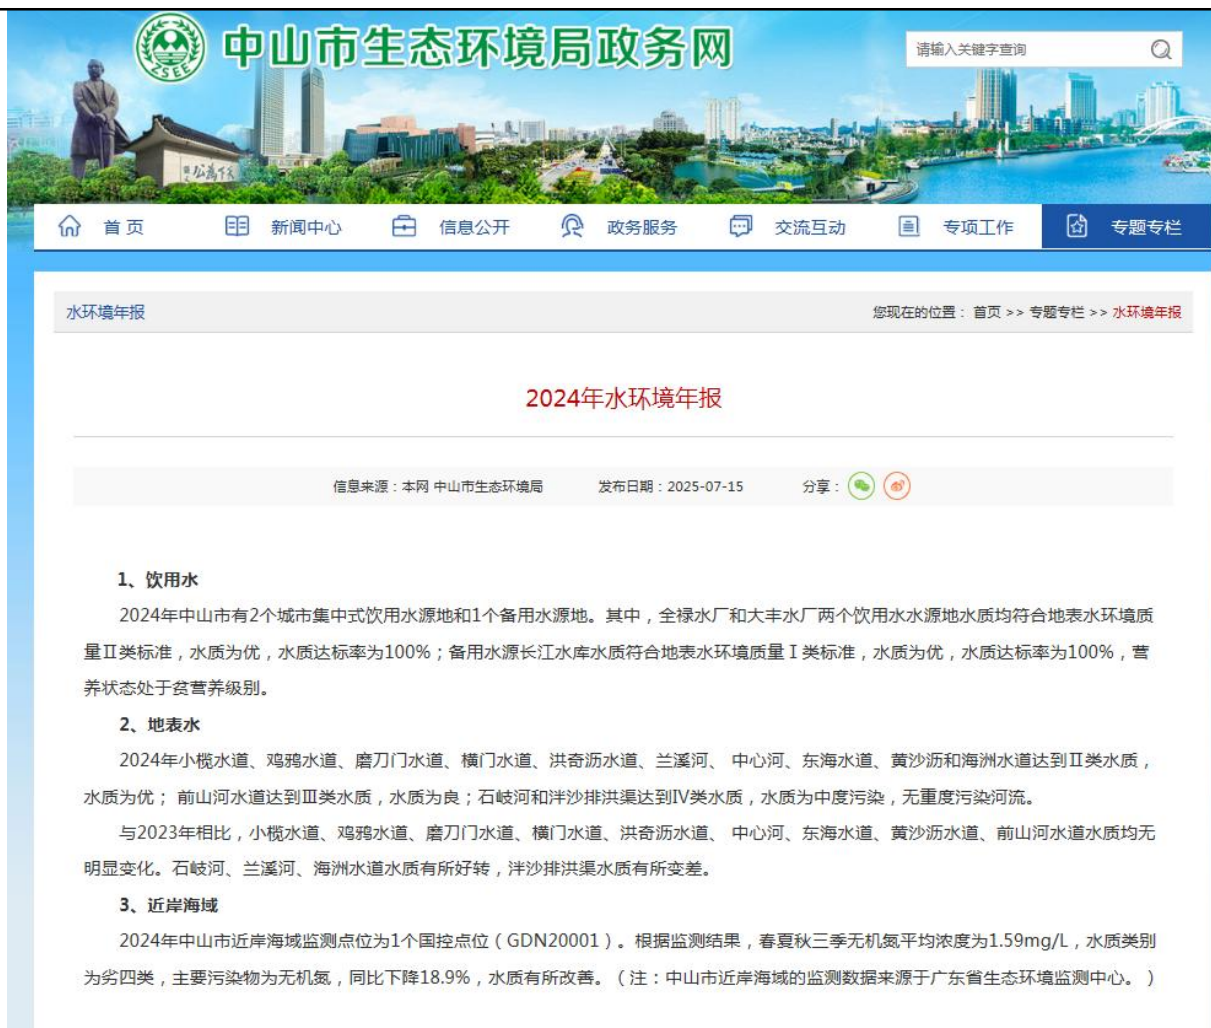 ZSEE
中山市生态环境局政务网
请输入关键字查询
天下为公
首页 新闻中心 信息公开 政务服务 交流互动 专项工作 专题专栏
水环境年报
您现在的位置： 首页 >> 专题专栏 >> 水环境年报
2024年水环境年报
信息来源：本网 中山市生态环境局 发布日期：2025-07-15 分享：
1、饮用水
2024年中山市有2个城市集中式饮用水源地和1个备用水源地。其中，全禄水厂和大丰水厂两个饮用水水源地水质均符合地表水环境质
量Ⅱ类标准，水质为优，水质达标率为100%；备用水源长江水库水质符合地表水环境质量Ⅰ类标准，水质为优，水质达标率为100%，营
养状态处于贫营养级别。
2、地表水
2024年小榄水道、鸡鸦水道、磨刀门水道、横门水道、洪奇沥水道、兰溪河、 中心河、东海水道、黄沙沥和海洲水道达到Ⅱ类水质，
水质为优； 前山河水道达到Ⅲ类水质，水质为良；石岐河和泮沙排洪渠达到Ⅳ类水质，水质为中度污染，无重度污染河流。
与2023年相比，小榄水道、鸡鸦水道、磨刀门水道、横门水道、洪奇沥水道、 中心河、东海水道、黄沙沥水道、前山河水道水质均无
明显变化。石岐河、兰溪河、海洲水道水质有所好转，泮沙排洪渠水质有所变差。
3、近岸海域
2024年中山市近岸海域监测点位为1个国控点位（GDN20001）。根据监测结果，春夏秋三季无机氮平均浓度为1.59mg/L，水质类别
为劣四类，主要污染物为无机氮，同比下降18.9%，水质有所改善。（注：中山市近岸海域的监测数据来源于广东省生态环境监测中心。）